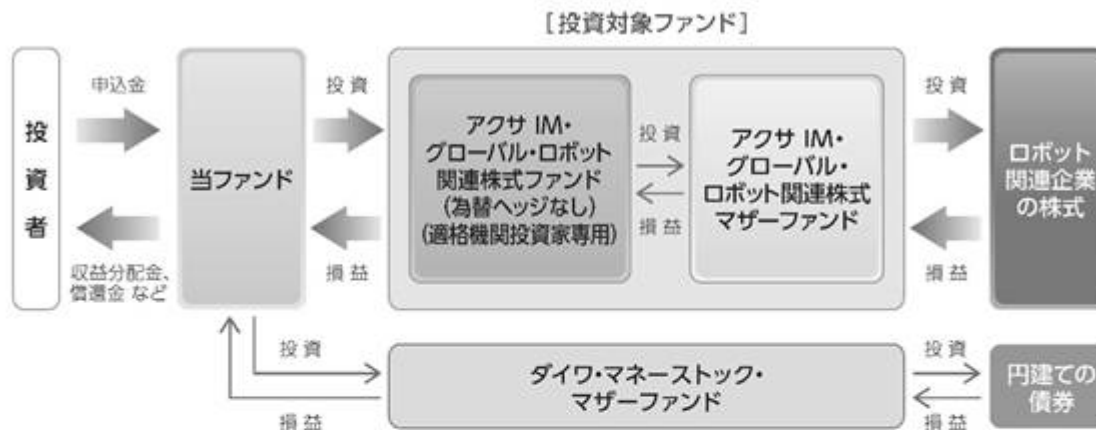 [投資対象ファンド]
投資者
申込金
収益分配金、
償還金 など
当ファンド
投資
損益
アクサ IM・
グローバル・ロボット
関連株式ファンド
(為替ヘッジなし)
(適格機関投資家専用)
投資
損益
アクサ IM・
グローバル・
ロボット関連株式
マザーファンド
投資
損益
ロボット
関連企業
の株式
投資
損益
ダイワ・マネーストック・
マザーファンド
投資
損益
円建ての
債券